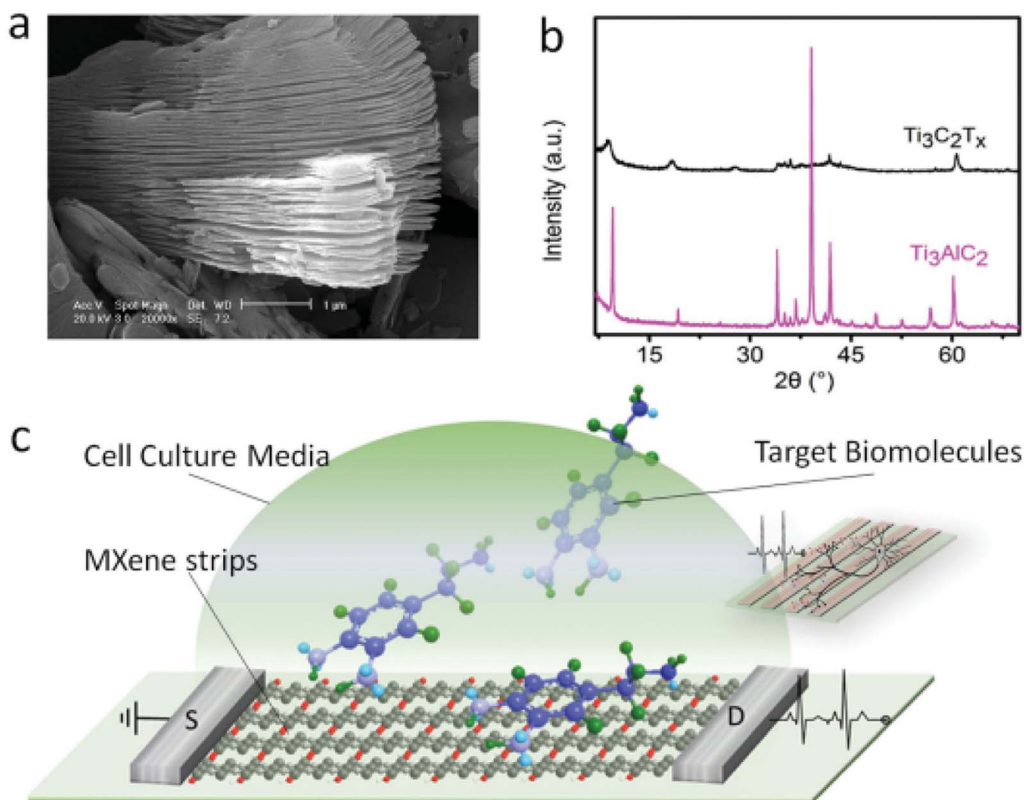 a
Acc.V Spot Magn Det WD 1 µm
20.0 kV 3.0 20000x SE 7.2
b
Intensity (a.u.)
Ti₃C₂Tₓ
Ti₃AlC₂
15 30 45 60
2θ (°)
c
Cell Culture Media
Target Biomolecules
MXene strips
S
D